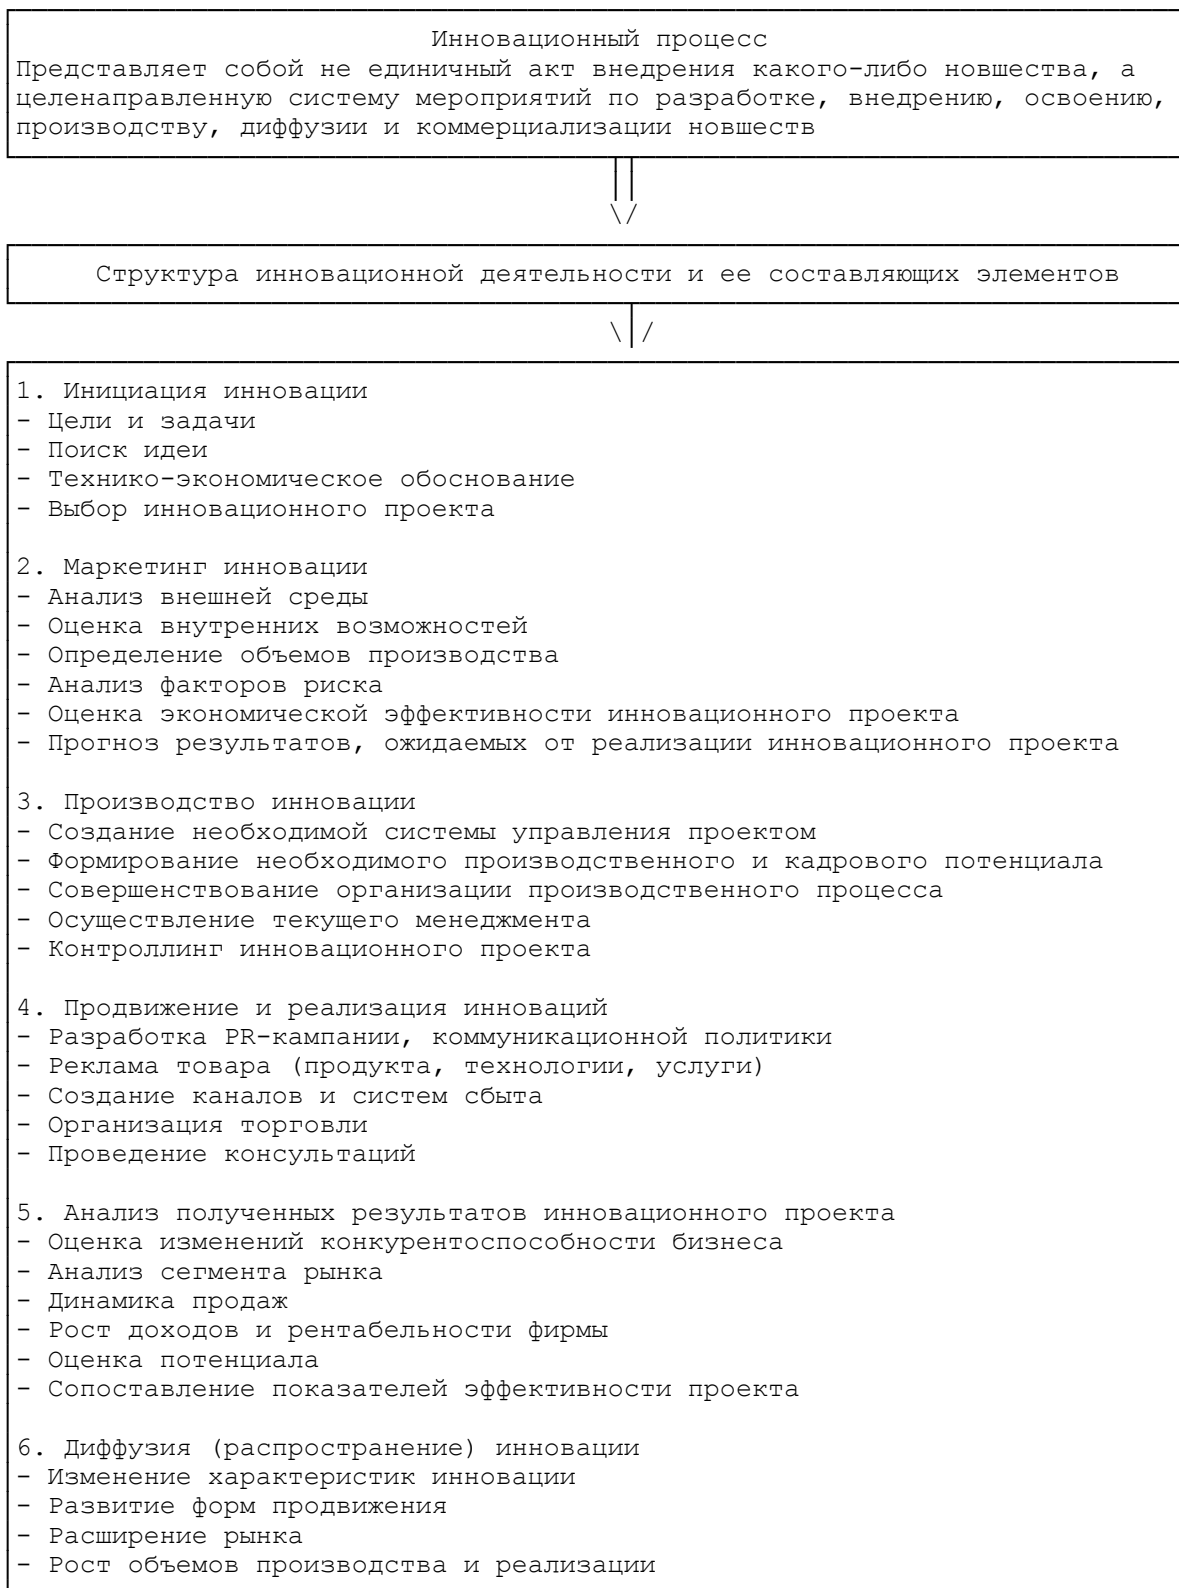 Инновационный процесс
Представляет собой не единичный акт внедрения какого-либо новшества, а
целенаправленную систему мероприятий по разработке, внедрению, освоению,
производству, диффузии и коммерциализации новшеств
Структура инновационной деятельности и ее составляющих элементов
1. Инициация инновации
- Цели и задачи
- Поиск идеи
- Технико-экономическое обоснование
- Выбор инновационного проекта
2. Маркетинг инновации
- Анализ внешней среды
- Оценка внутренних возможностей
- Определение объемов производства
- Анализ факторов риска
- Оценка экономической эффективности инновационного проекта
- Прогноз результатов, ожидаемых от реализации инновационного проекта
3. Производство инновации
- Создание необходимой системы управления проектом
- Формирование необходимого производственного и кадрового потенциала
- Совершенствование организации производственного процесса
- Осуществление текущего менеджмента
- Контроллинг инновационного проекта
4. Продвижение и реализация инноваций
- Разработка PR-кампании, коммуникационной политики
- Реклама товара (продукта, технологии, услуги)
- Создание каналов и систем сбыта
- Организация торговли
- Проведение консультаций
5. Анализ полученных результатов инновационного проекта
- Оценка изменений конкурентоспособности бизнеса
- Анализ сегмента рынка
- Динамика продаж
- Рост доходов и рентабельности фирмы
- Оценка потенциала
- Сопоставление показателей эффективности проекта
6. Диффузия (распространение) инновации
- Изменение характеристик инновации
- Развитие форм продвижения
- Расширение рынка
- Рост объемов производства и реализации